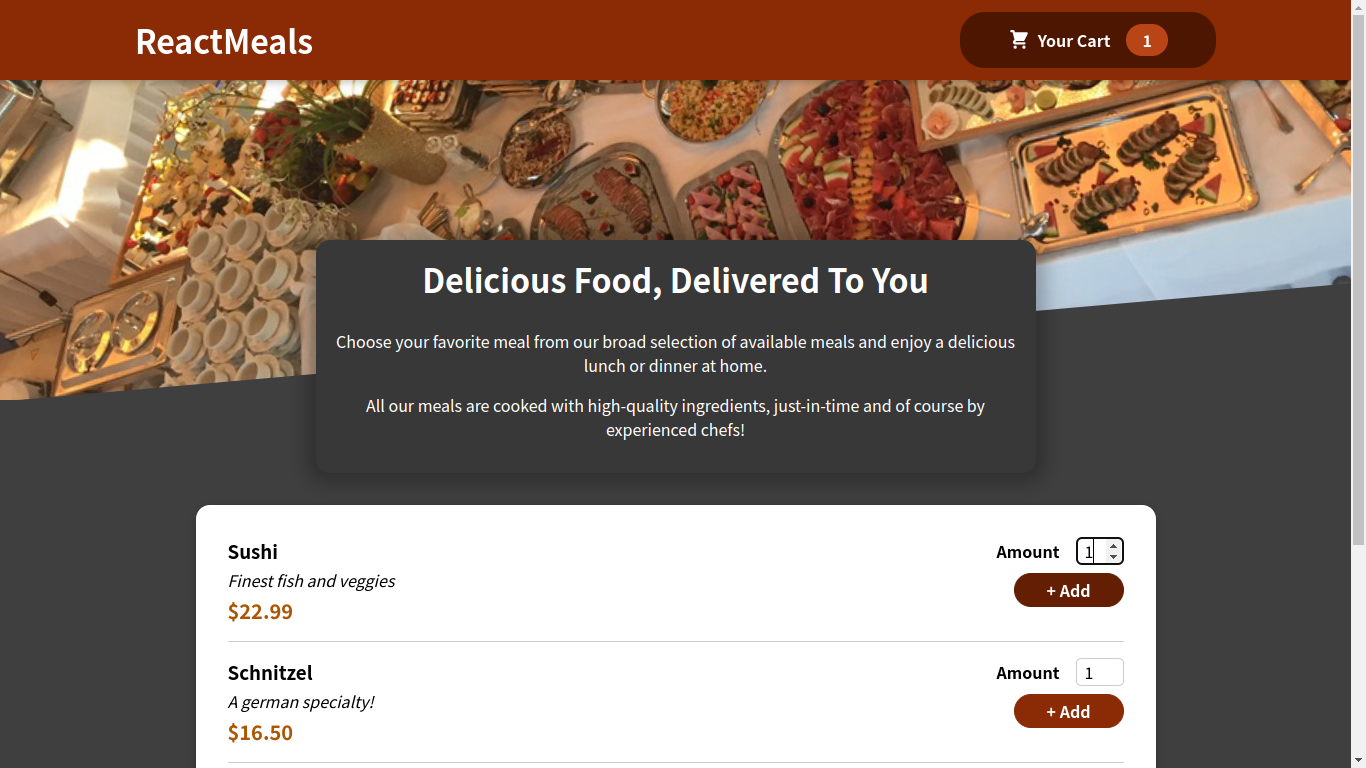 ReactMeals
Your Cart 1
Delicious Food, Delivered To You
Choose your favorite meal from our broad selection of available meals and enjoy a delicious
lunch or dinner at home.
All our meals are cooked with high-quality ingredients, just-in-time and of course by
experienced chefs!
Sushi
Finest fish and veggies
$22.99
Amount 1
+ Add
Schnitzel
A german specialty!
$16.50
Amount 1
+ Add